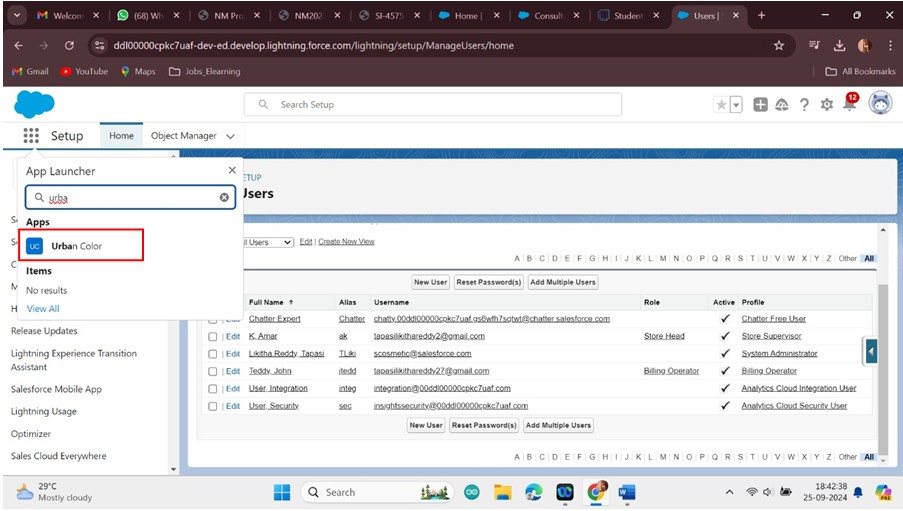 Welcom
(68) Wh
NM Pro
NM202
SI-4575
Home |
Consult
Student
Users | S
ddl00000cpkc7uaf-dev-ed.develop.lightning.force.com/lightning/setup/ManageUsers/home
Gmail YouTube Maps Jobs_Elearning All Bookmarks
Search Setup
12
Setup Home Object Manager
App Launcher
urba
Apps
UC Urban Color
Items
No results
View All
Release Updates
Lightning Experience Transition
Assistant
Salesforce Mobile App
Lightning Usage
Optimizer
Sales Cloud Everywhere
ETUP
Users
ll Users Edit | Create New View
A B C D E F G H I J K L M N O P Q R S T U V W X Y Z Other All
New User Reset Password(s) Add Multiple Users
Full Name ↑ Alias Username Role Active Profile
Edit Chatter Expert Chatter chatty.00ddl00000cpkc7uaf.gs6wfh7sqtwt@chatter.salesforce.com Chatter Free User
Edit K, Amar ak tapasilikithareddy2@gmail.com Store Head Store Supervisor
Edit Likitha Reddy, Tapasi TLiki scosmetic@salesforce.com System Administrator
Edit Teddy, John jtedd tapasilikithareddy27@gmail.com Billing Operator Billing Operator
Edit User, Integration integ integration@00ddl00000cpkc7uaf.com Analytics Cloud Integration User
Edit User, Security sec insightssecurity@00ddl00000cpkc7uaf.com Analytics Cloud Security User
New User Reset Password(s) Add Multiple Users
A B C D E F G H I J K L M N O P Q R S T U V W X Y Z Other All
29°C
Mostly cloudy
Search
18:42:38
25-09-2024